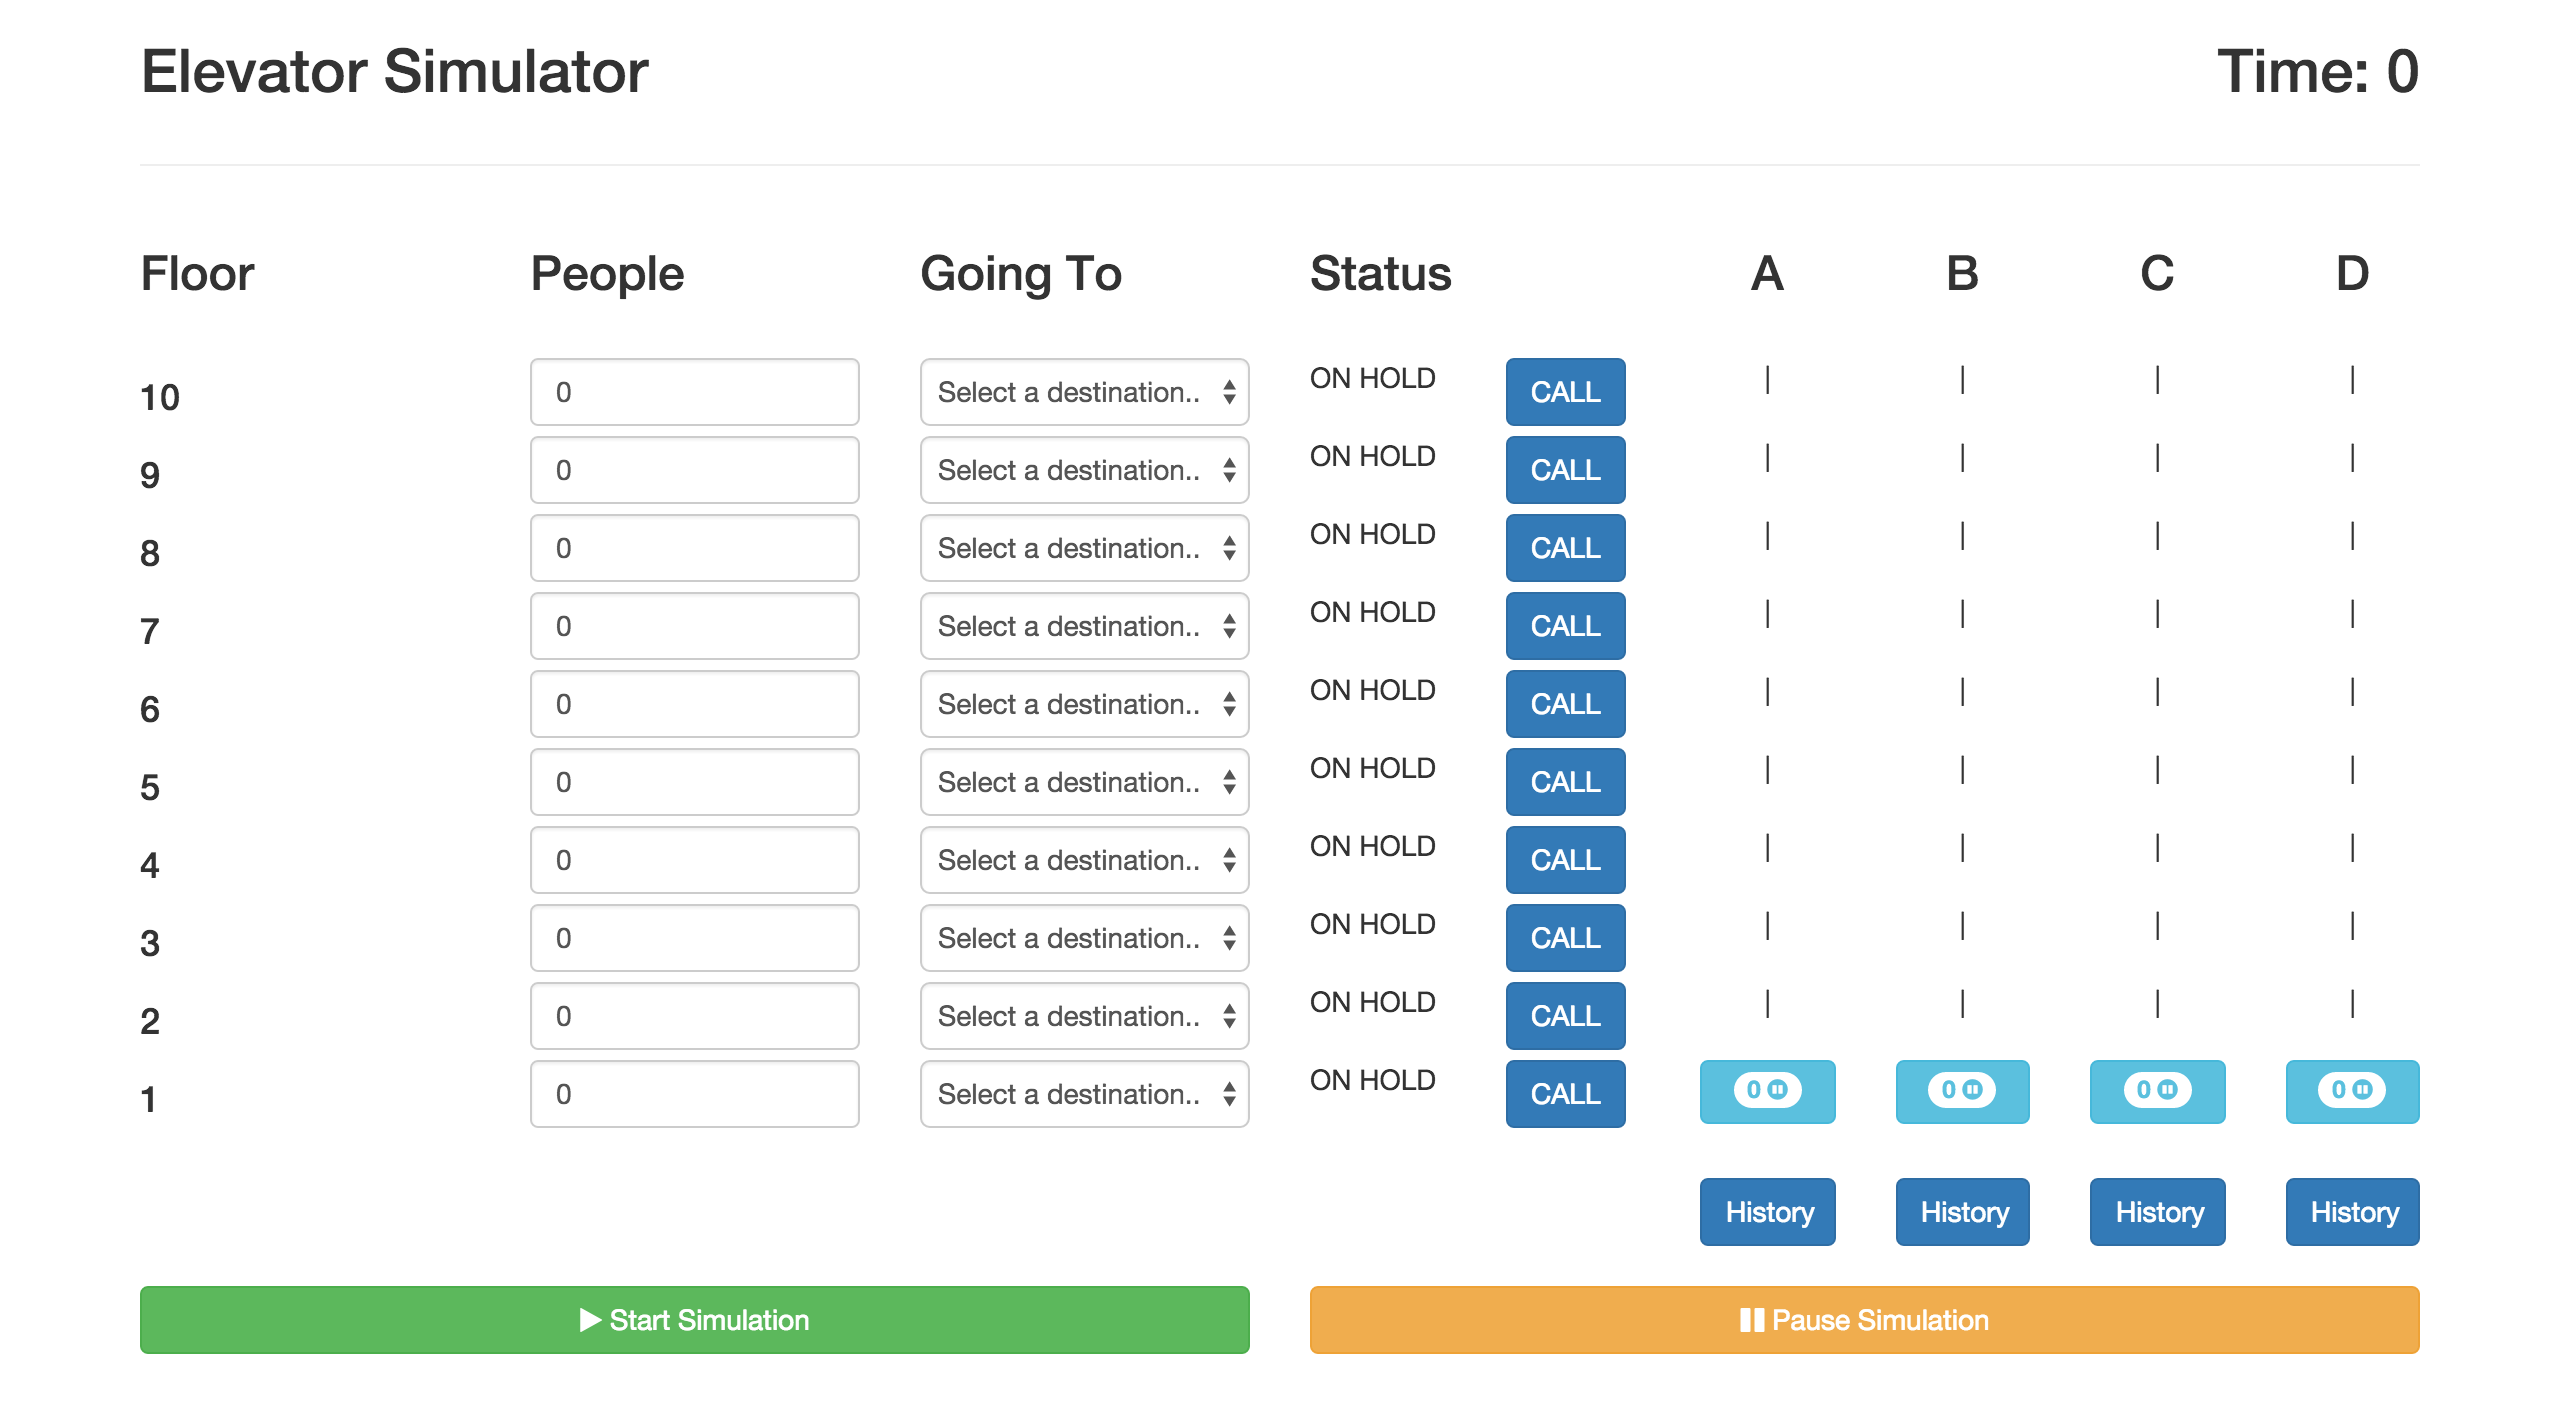 Elevator Simulator Time: 0
Floor People Going To Status A B C D
10 0 Select a destination.. ON HOLD CALL | | | |
9 0 Select a destination.. ON HOLD CALL | | | |
8 0 Select a destination.. ON HOLD CALL | | | |
7 0 Select a destination.. ON HOLD CALL | | | |
6 0 Select a destination.. ON HOLD CALL | | | |
5 0 Select a destination.. ON HOLD CALL | | | |
4 0 Select a destination.. ON HOLD CALL | | | |
3 0 Select a destination.. ON HOLD CALL | | | |
2 0 Select a destination.. ON HOLD CALL | | | |
1 0 Select a destination.. ON HOLD CALL 0 0 0 0
History History History History
Start Simulation Pause Simulation